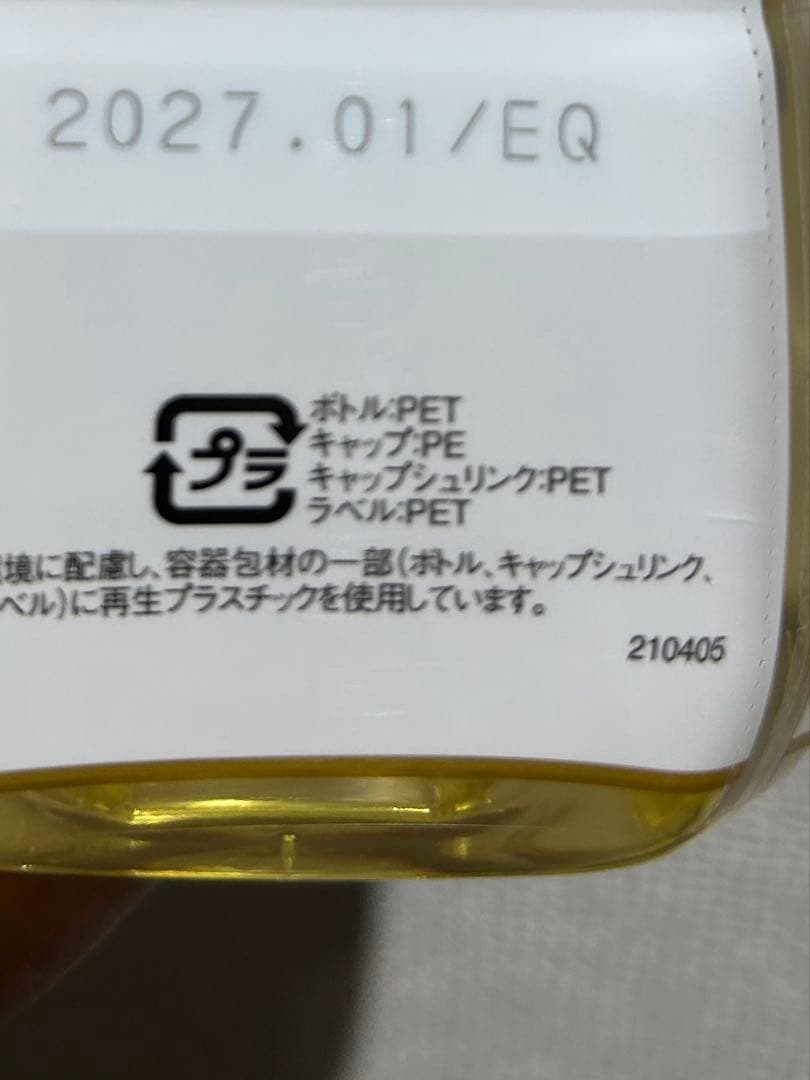 2027.01/EQ
プラ
ボトル:PET
キャップ:PE
キャップシュリンク:PET
ラベル:PET
境に配慮し、容器包材の一部(ボトル、キャップシュリンク、
ベル)に再生プラスチックを使用しています。
210405